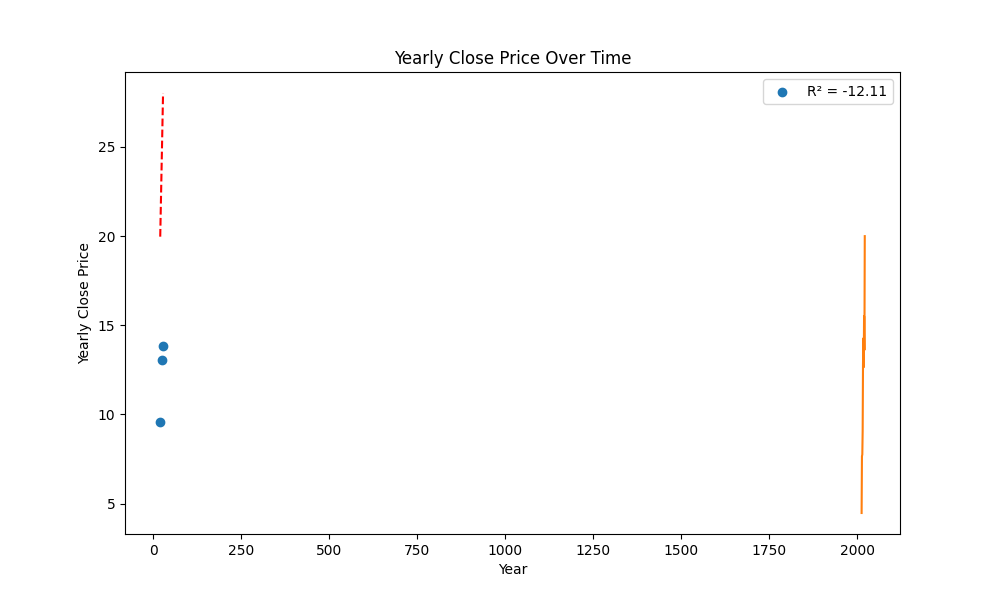 Yearly Close Price Over Time
R² = -12.11
25
20
15
10
5
Yearly Close Price
0 250 500 750 1000 1250 1500 1750 2000
Year